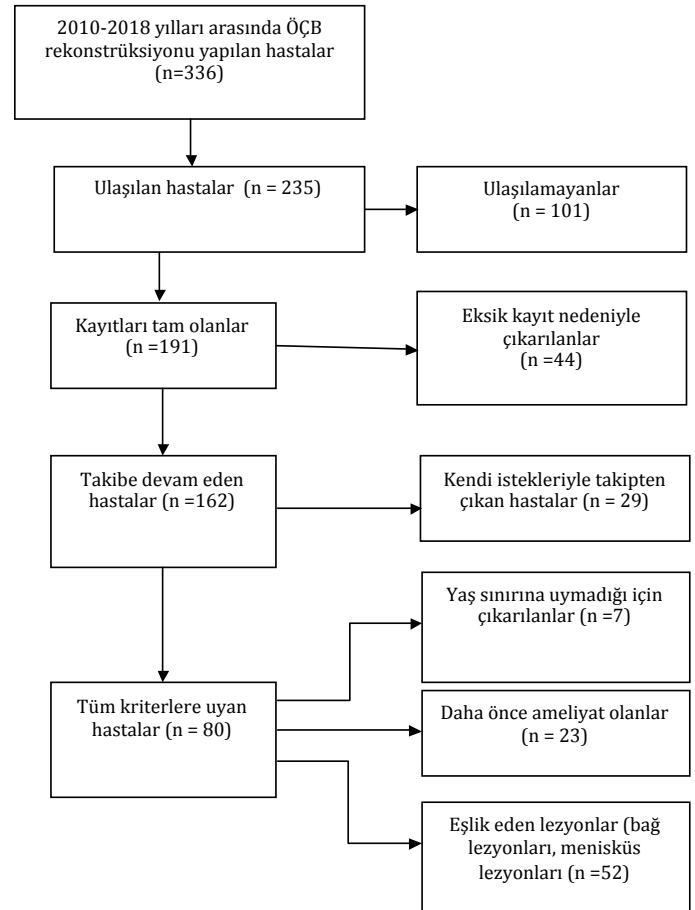 2010-2018 yılları arasında ÖÇB
rekonstrüksiyonu yapılan hastalar
(n=336)
Ulaşılan hastalar (n = 235)
Ulaşılamayanlar
(n = 101)
Kayıtları tam olanlar
(n =191)
Eksik kayıt nedeniyle
çıkarılanlar
(n =44)
Takibe devam eden
hastalar (n =162)
Kendi istekleriyle takipten
çıkan hastalar (n = 29)
Yaş sınırına uymadığı için
çıkarılanlar (n =7)
Tüm kriterlere uyan
hastalar (n = 80)
Daha önce ameliyat olanlar
(n = 23)
Eşlik eden lezyonlar (bağ
lezyonları, menisküs
lezyonları (n =52)